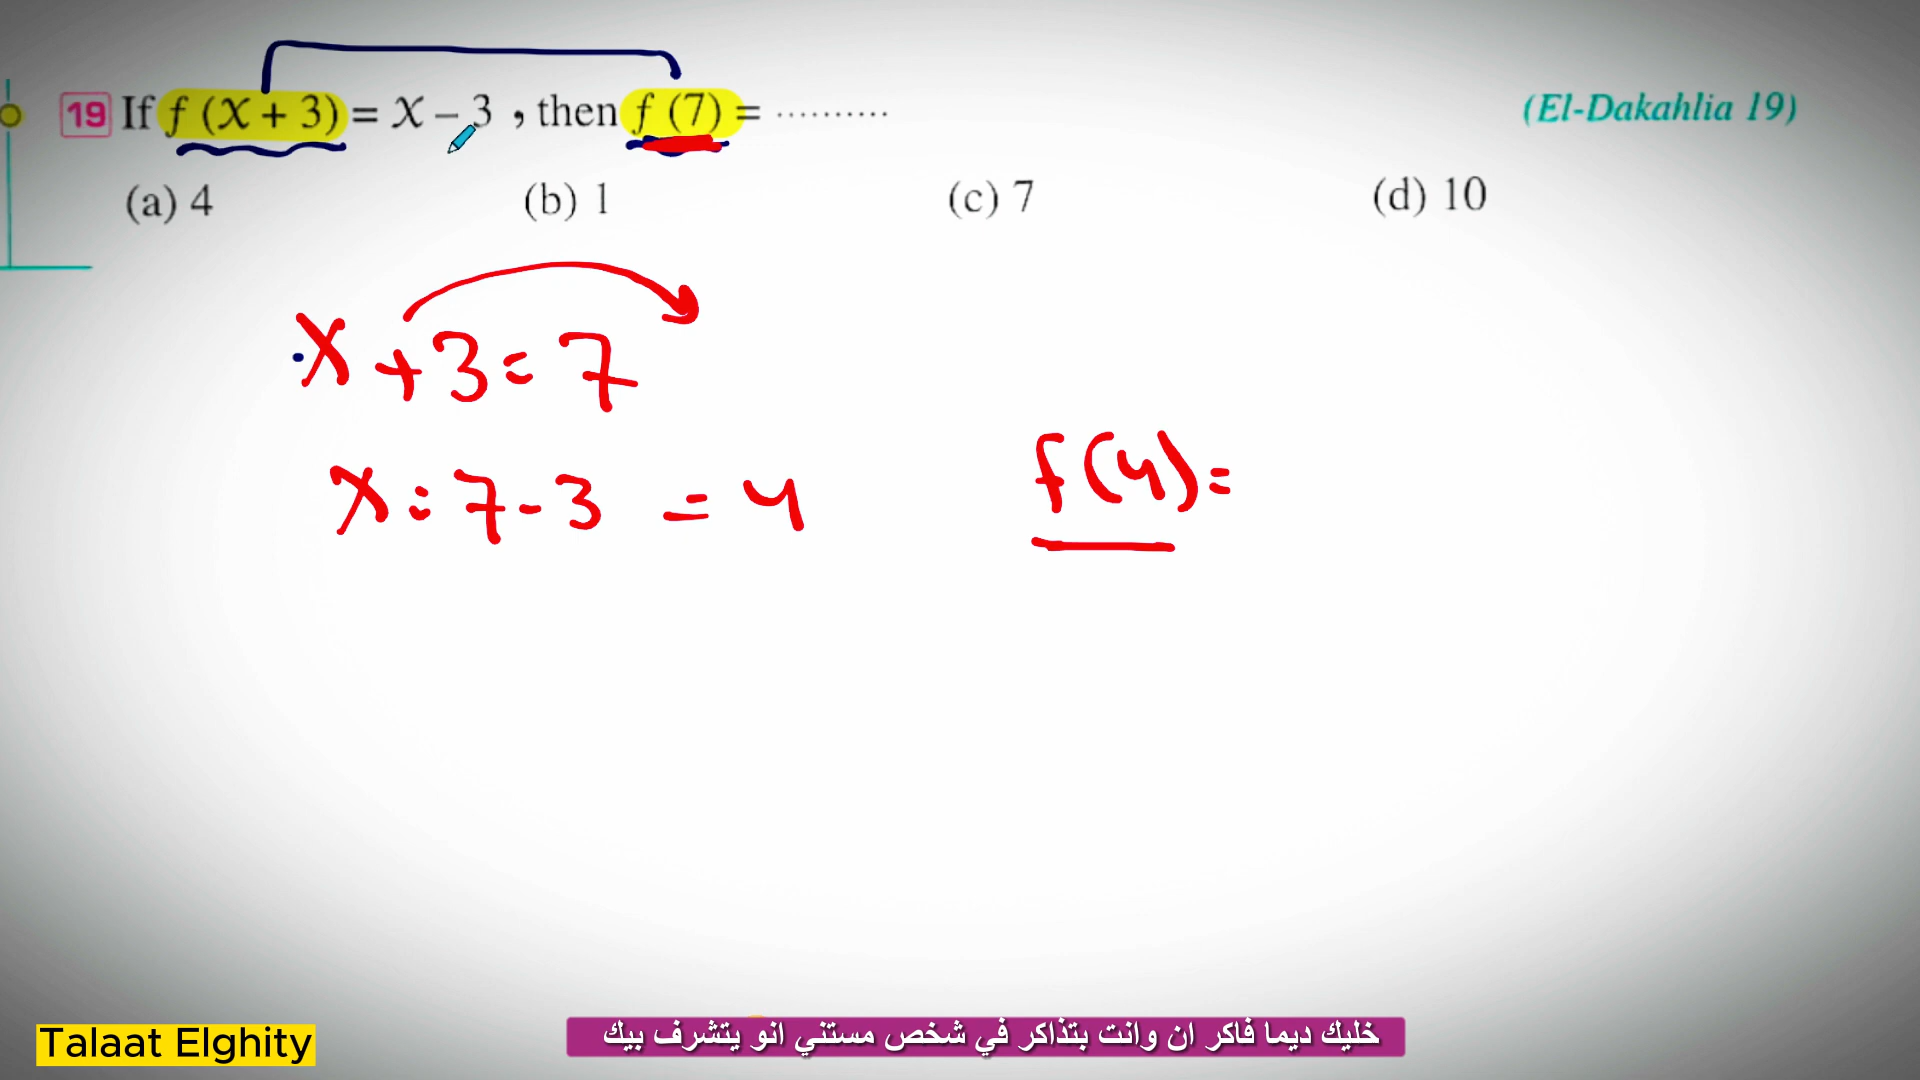 19 If f (X + 3) = X − 3 , then f (7) = ..........
(El-Dakahlia 19)
(a) 4 (b) 1 (c) 7 (d) 10
x + 3 = 7
x = 7 - 3 = 4
f(4) =
Talaat Elghity
خليك ديما فاكر ان وانت بتذاكر في شخص مستني انو يتشرف بيك